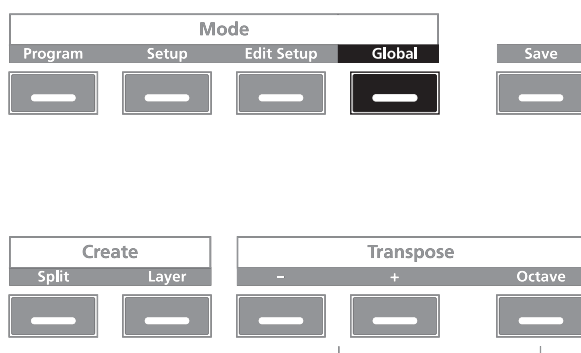 Mode
Program Setup Edit Setup Global Save
Create Transpose
Split Layer - + Octave